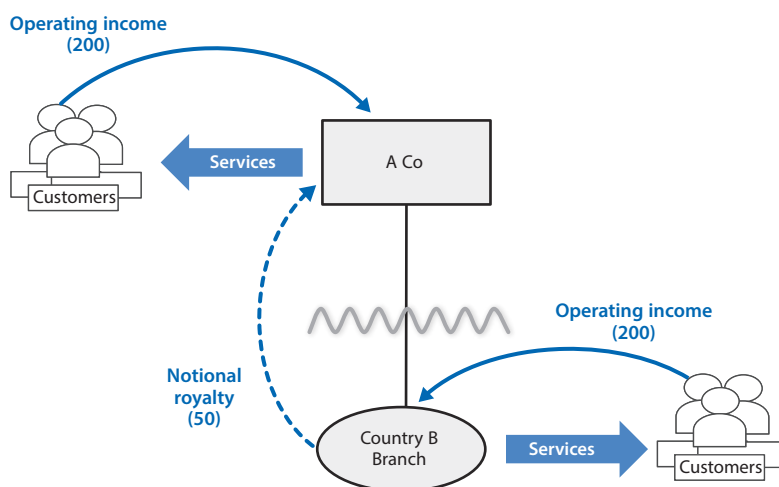 Operating income
(200)
Services
A Co
Customers
Operating income
(200)
Notional
royalty
(50)
Country B
Branch
Services
Customers